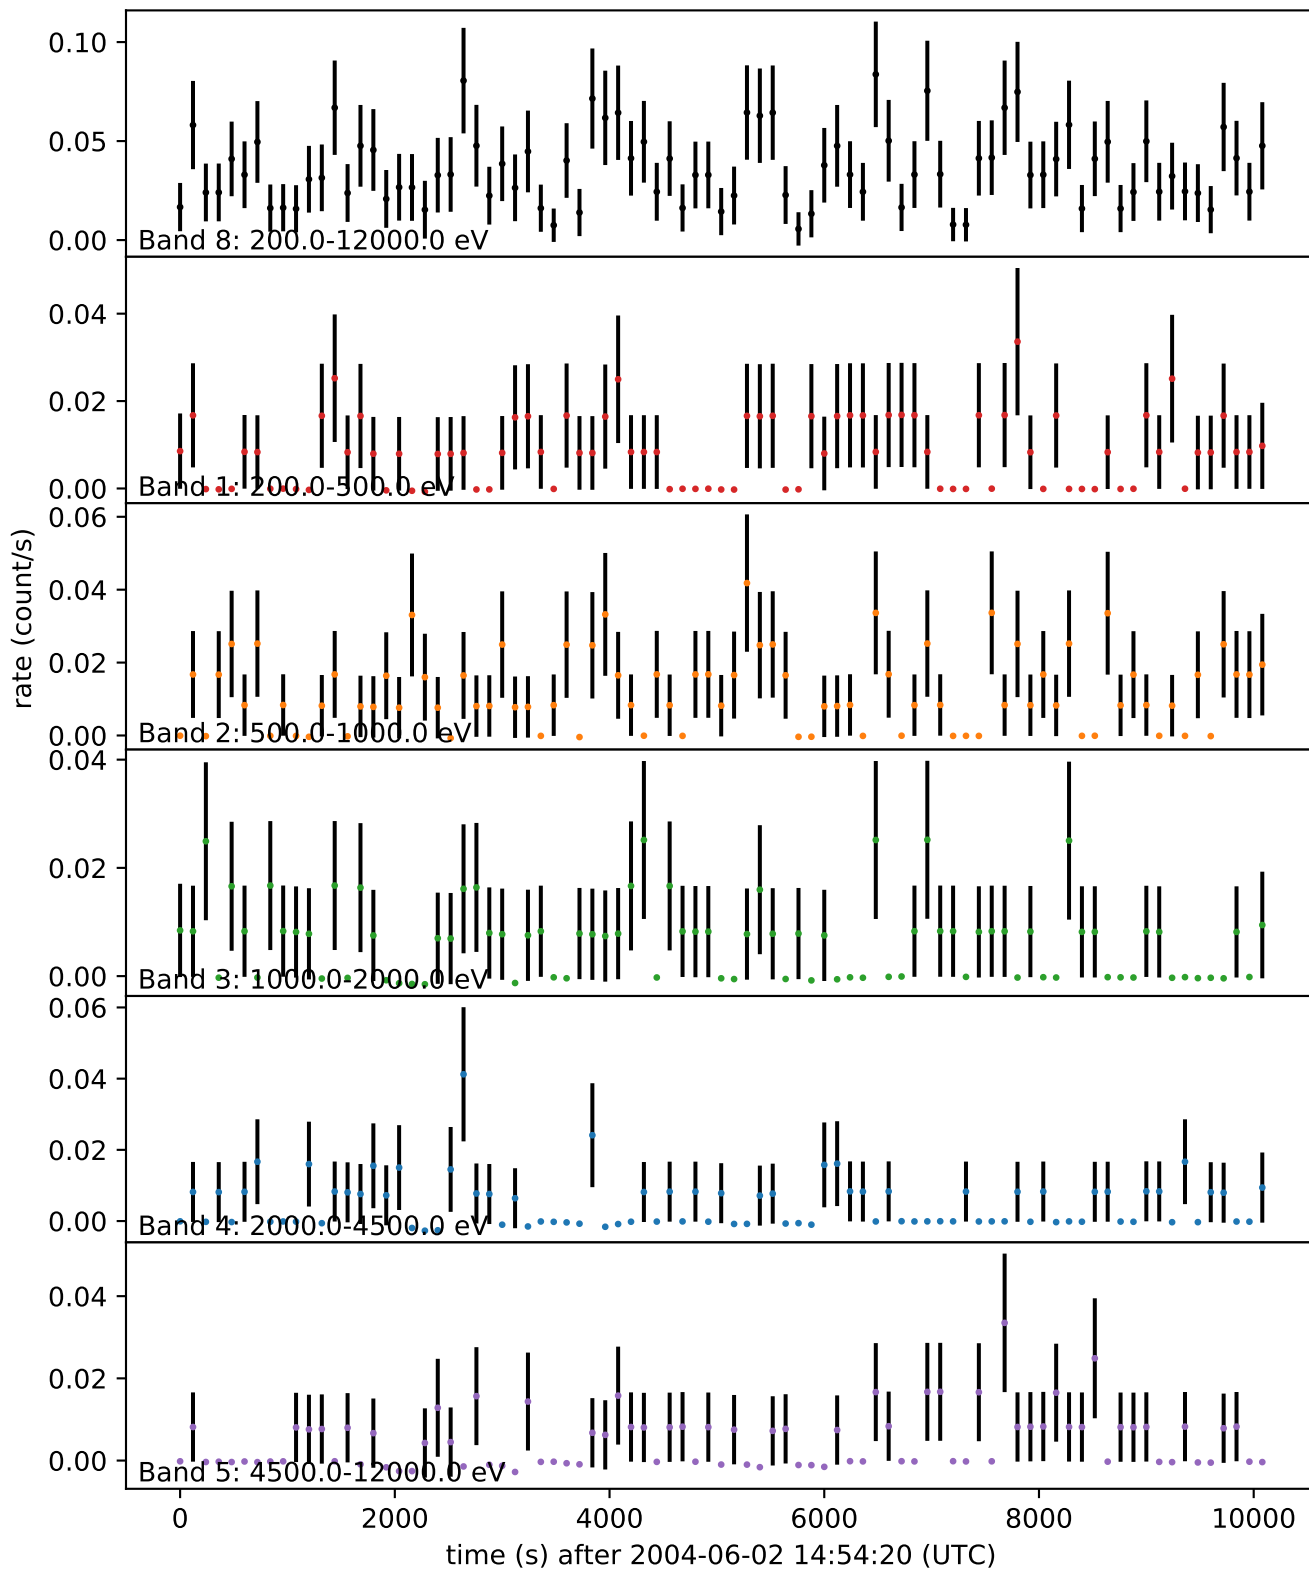 0.10
0.05
0.00
Band 8: 200.0-12000.0 eV
0.04
0.02
0.00
Band 1: 200.0-500.0 eV
0.06
0.04
0.02
0.00
Band 2: 500.0-1000.0 eV
rate (count/s)
0.04
0.02
0.00
Band 3: 1000.0-2000.0 eV
0.06
0.04
0.02
0.00
Band 4: 2000.0-4500.0 eV
0.04
0.02
0.00
Band 5: 4500.0-12000.0 eV
0 2000 4000 6000 8000 10000
time (s) after 2004-06-02 14:54:20 (UTC)